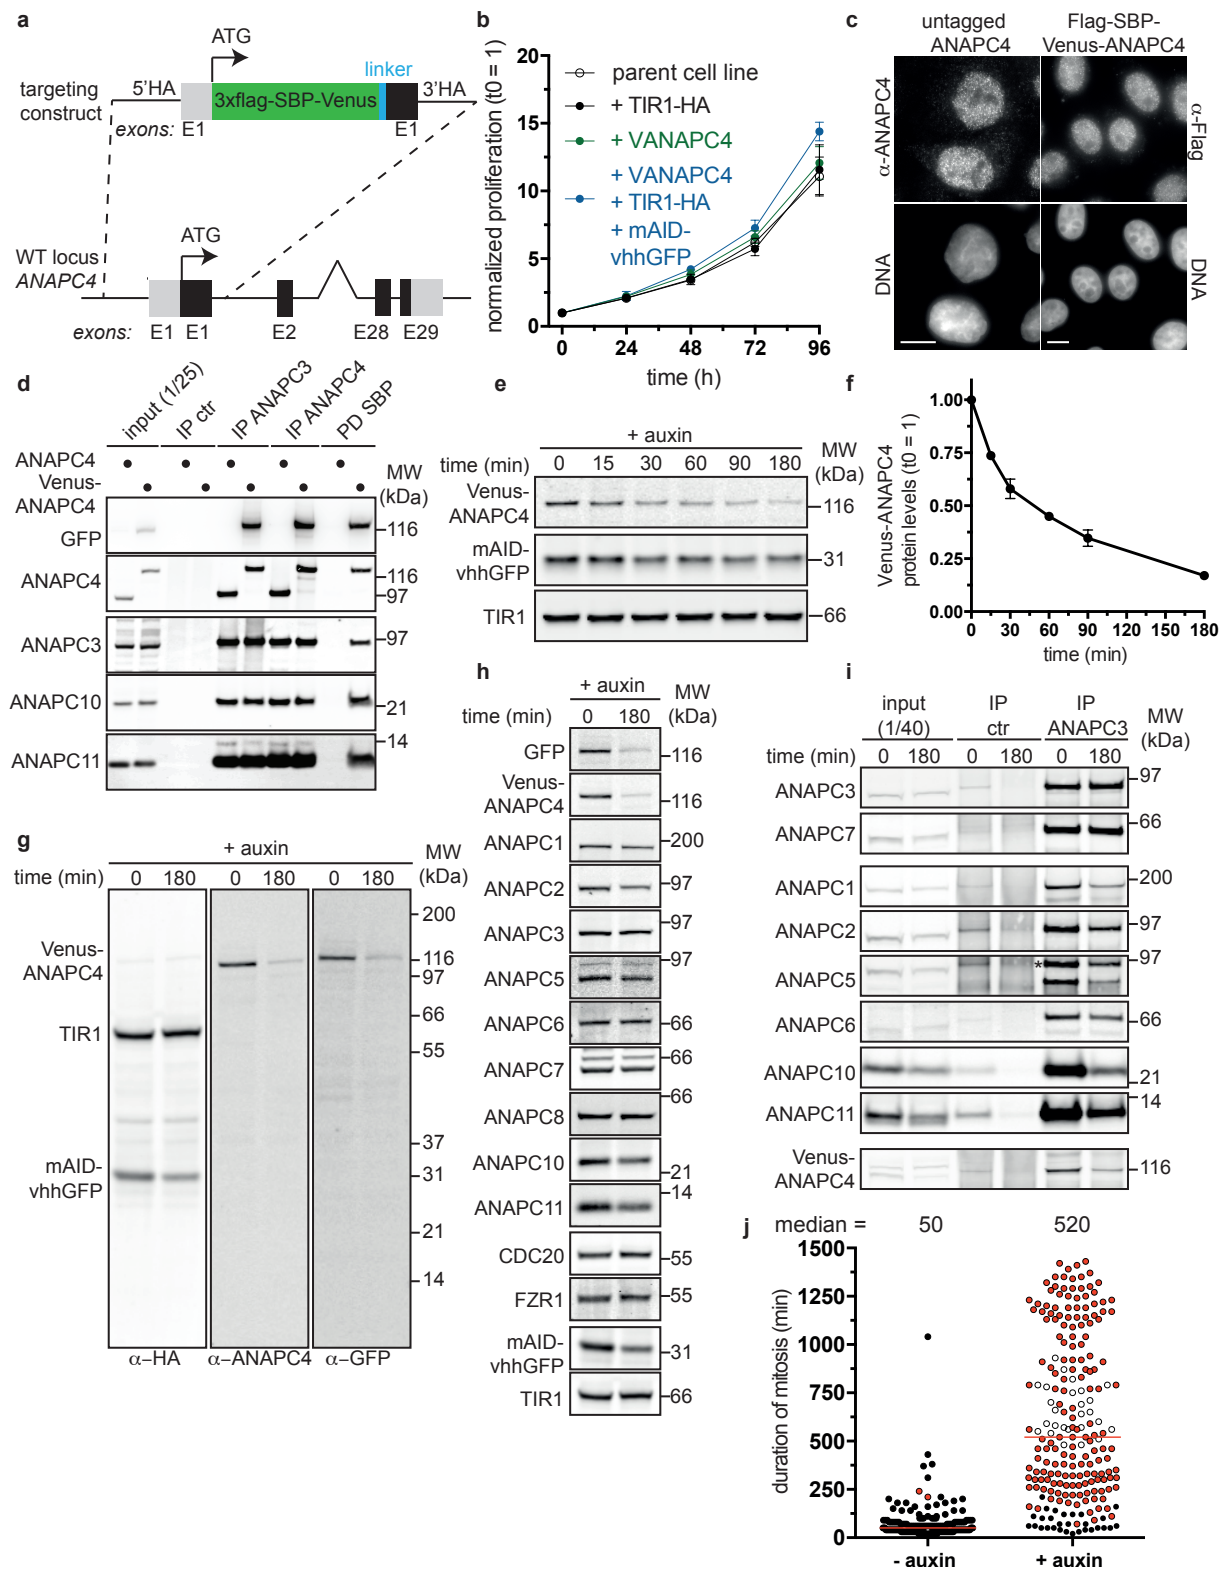 a
ATG
linker
5'HA
3'HA
targeting
construct
3xflag-SBP-Venus
exons: E1 E1
ATG
WT locus
ANAPC4
exons: E1 E1 E2 E28 E29
b
normalized proliferation (t0 = 1)
20
15
10
5
0
parent cell line
+ TIR1-HA
+ VANAPC4
+ VANAPC4
+ TIR1-HA
+ mAID-
vhhGFP
0 24 48 72 96
time (h)
c
untagged
ANAPC4
Flag-SBP-
Venus-ANAPC4
α-ANAPC4
α-Flag
DNA
DNA
d
input (1/25)
IP ctr
IP ANAPC3
IP ANAPC4
PD SBP
ANAPC4
Venus-
ANAPC4
MW
(kDa)
GFP
116
ANAPC4
116
97
ANAPC3
97
ANAPC10
21
ANAPC11
14
e
+ auxin
time (min) 0 15 30 60 90 180
MW
(kDa)
Venus-
ANAPC4
116
mAID-
vhhGFP
31
TIR1
66
f
Venus-ANAPC4
protein levels (t0 = 1)
1.00
0.75
0.50
0.25
0.00
0 30 60 90 120 150 180
time (min)
g
+ auxin
time (min) 0 180 0 180 0 180
MW
(kDa)
Venus-
ANAPC4
TIR1
mAID-
vhhGFP
200
116
97
66
55
37
31
21
14
α–HA α–ANAPC4 α–GFP
h
+ auxin
time (min) 0 180
MW
(kDa)
GFP
116
Venus-
ANAPC4
116
ANAPC1
200
ANAPC2
97
ANAPC3
97
ANAPC5
97
ANAPC6
66
ANAPC7
66
ANAPC8
66
ANAPC10
21
ANAPC11
14
CDC20
55
FZR1
55
mAID-
vhhGFP
31
TIR1
66
i
input
(1/40)
IP
ctr
IP
ANAPC3
MW
(kDa)
time (min) 0 180 0 180 0 180
ANAPC3
97
ANAPC7
66
ANAPC1
200
ANAPC2
97
ANAPC5
*
97
ANAPC6
66
ANAPC10
21
ANAPC11
14
Venus-
ANAPC4
116
j
median = 50 520
duration of mitosis (min)
1500
1250
1000
750
500
250
0
- auxin + auxin